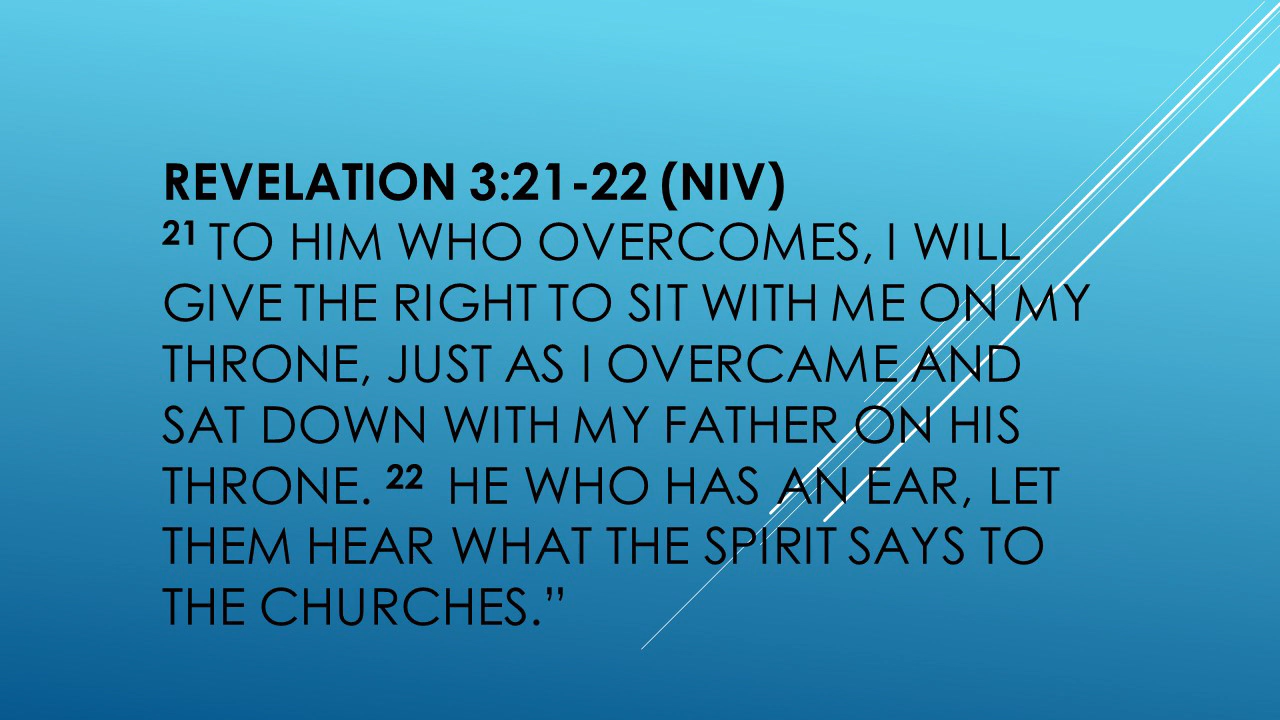 REVELATION 3:21-22 (NIV)
21 TO HIM WHO OVERCOMES, I WILL
GIVE THE RIGHT TO SIT WITH ME ON MY
THRONE, JUST AS I OVERCAME AND
SAT DOWN WITH MY FATHER ON HIS
THRONE. 22 HE WHO HAS AN EAR, LET
THEM HEAR WHAT THE SPIRIT SAYS TO
THE CHURCHES.”